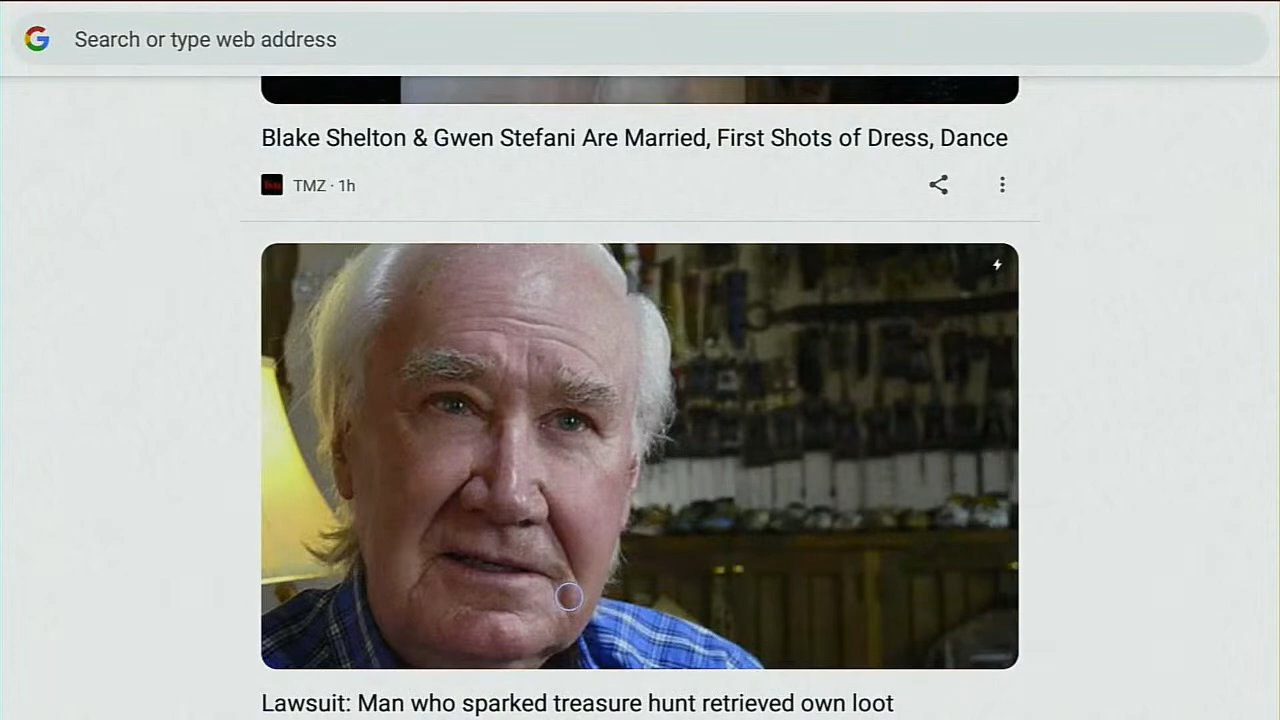 Search or type web address
Blake Shelton & Gwen Stefani Are Married, First Shots of Dress, Dance
TMZ · 1h
Lawsuit: Man who sparked treasure hunt retrieved own loot